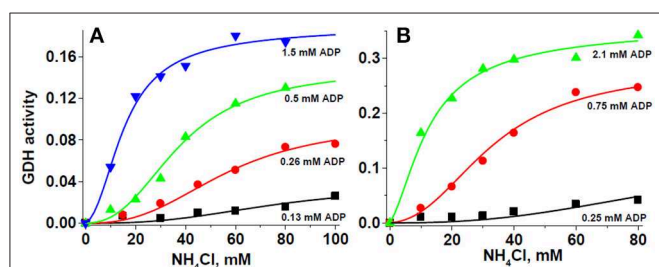 A
B
GDH activity
0.16
0.12
0.08
0.04
0.00
1.5 mM ADP
0.5 mM ADP
0.26 mM ADP
0.13 mM ADP
0 20 40 60 80 100
NH₄Cl, mM
0.3
0.2
0.1
0.0
2.1 mM ADP
0.75 mM ADP
0.25 mM ADP
0 20 40 60 80
NH₄Cl, mM